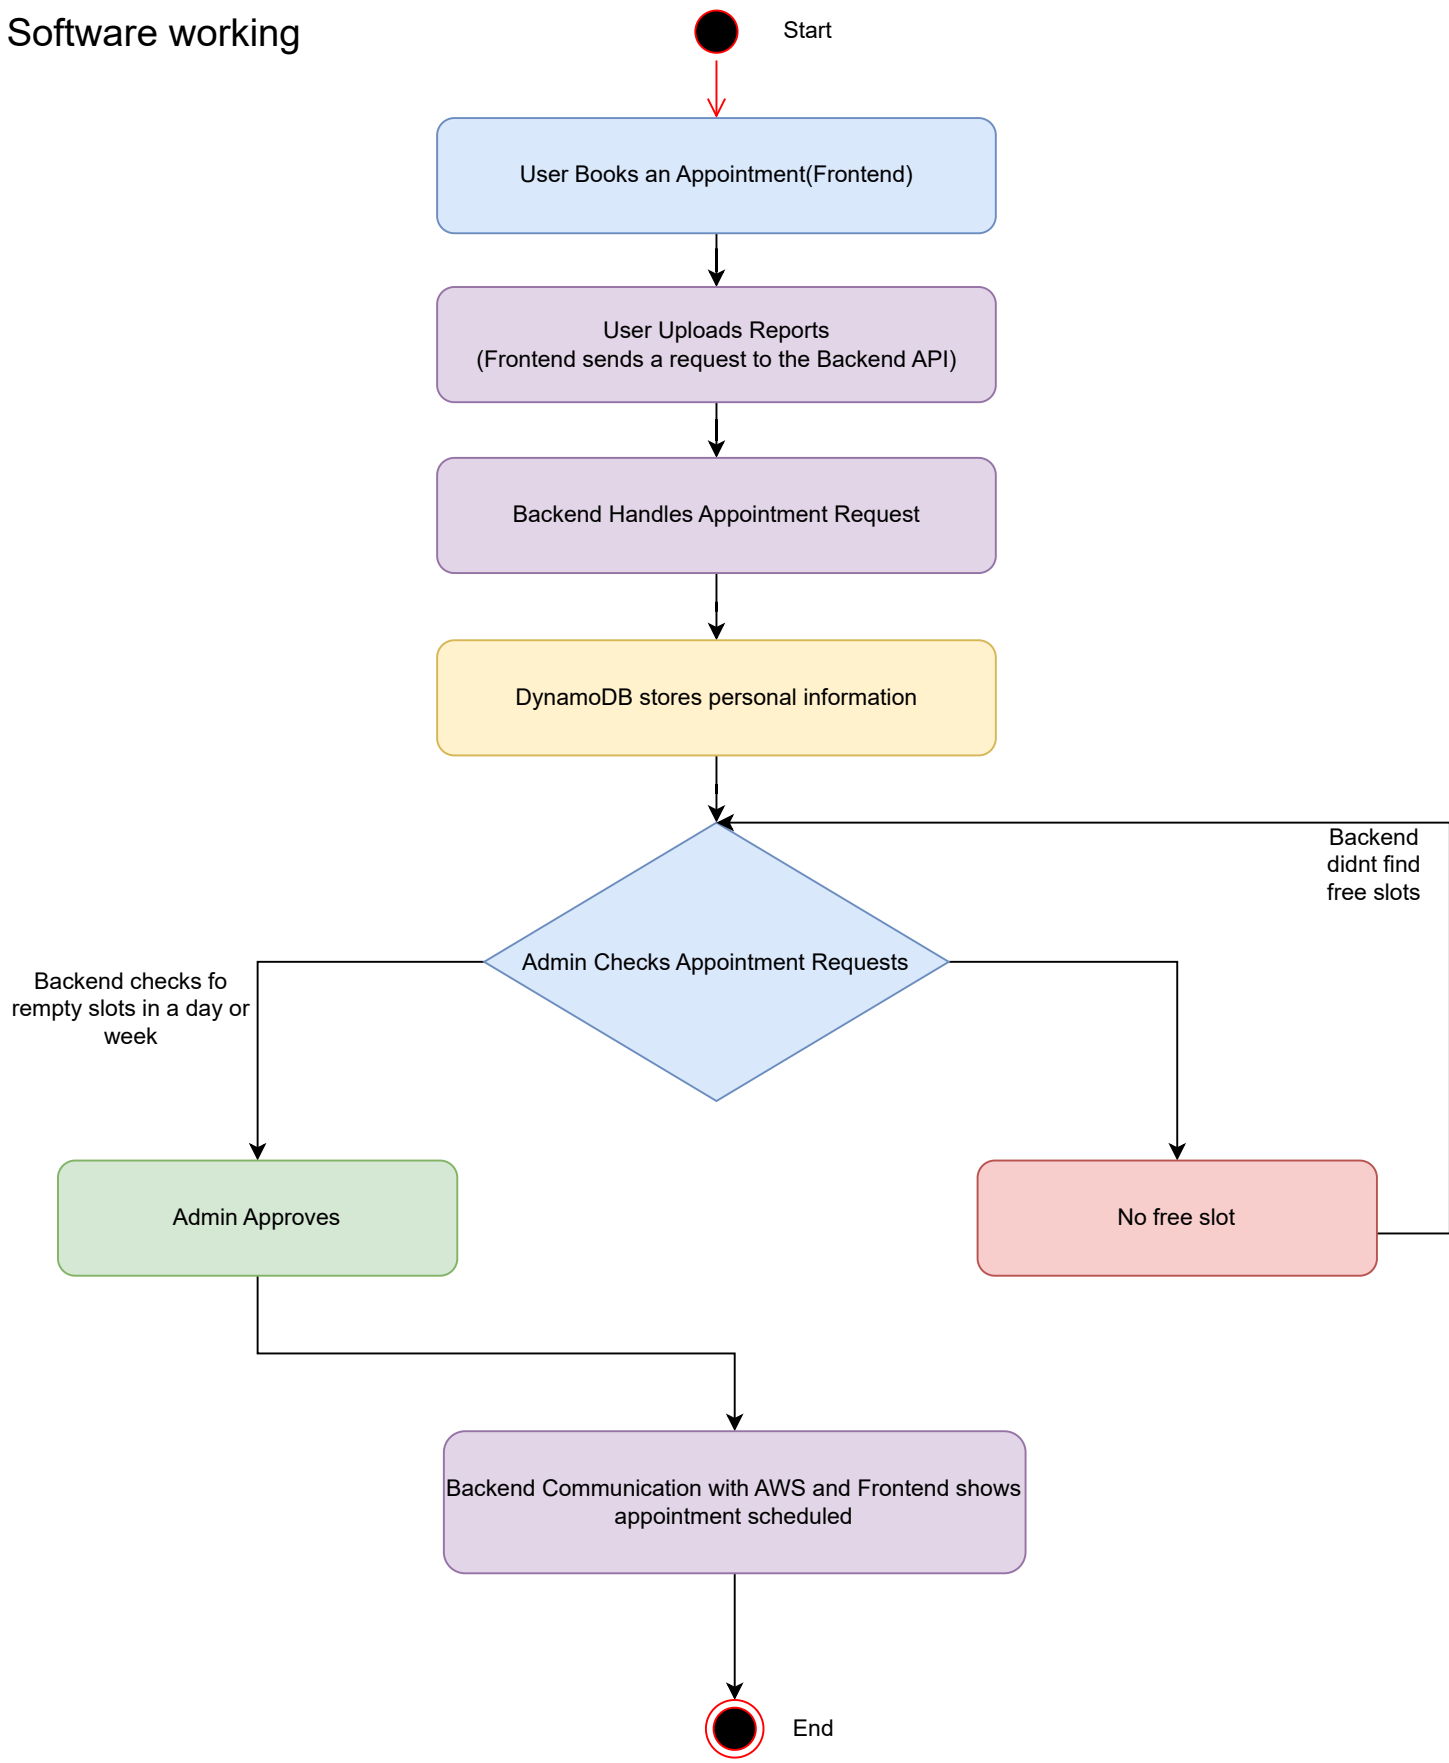 Software working
Start
User Books an Appointment(Frontend)
User Uploads Reports
(Frontend sends a request to the Backend API)
Backend Handles Appointment Request
DynamoDB stores personal information
Backend
didnt find
free slots
Admin Checks Appointment Requests
Backend checks fo
rempty slots in a day or
week
Admin Approves
No free slot
Backend Communication with AWS and Frontend shows
appointment scheduled
End